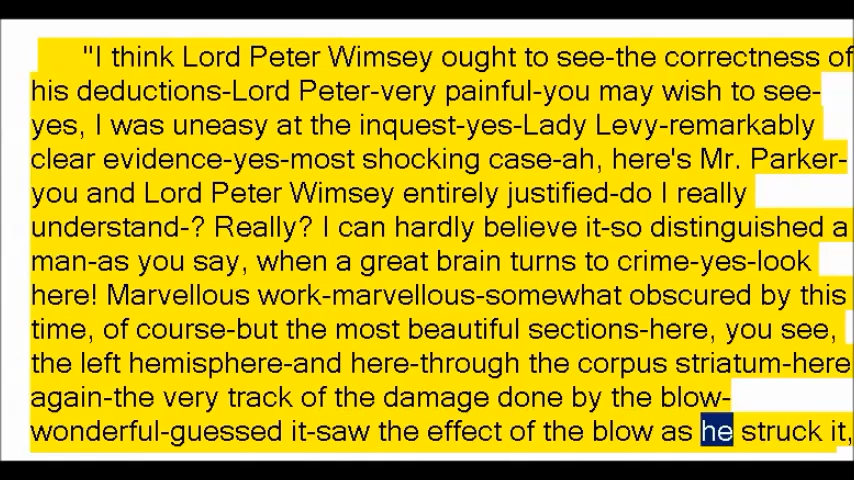 "I think Lord Peter Wimsey ought to see-the correctness of
his deductions-Lord Peter-very painful-you may wish to see-
yes, I was uneasy at the inquest-yes-Lady Levy-remarkably
clear evidence-yes-most shocking case-ah, here's Mr. Parker-
you and Lord Peter Wimsey entirely justified-do I really
understand-? Really? I can hardly believe it-so distinguished a
man-as you say, when a great brain turns to crime-yes-look
here! Marvellous work-marvellous-somewhat obscured by this
time, of course-but the most beautiful sections-here, you see,
the left hemisphere-and here-through the corpus striatum-here
again-the very track of the damage done by the blow-
wonderful-guessed it-saw the effect of the blow as he struck it,